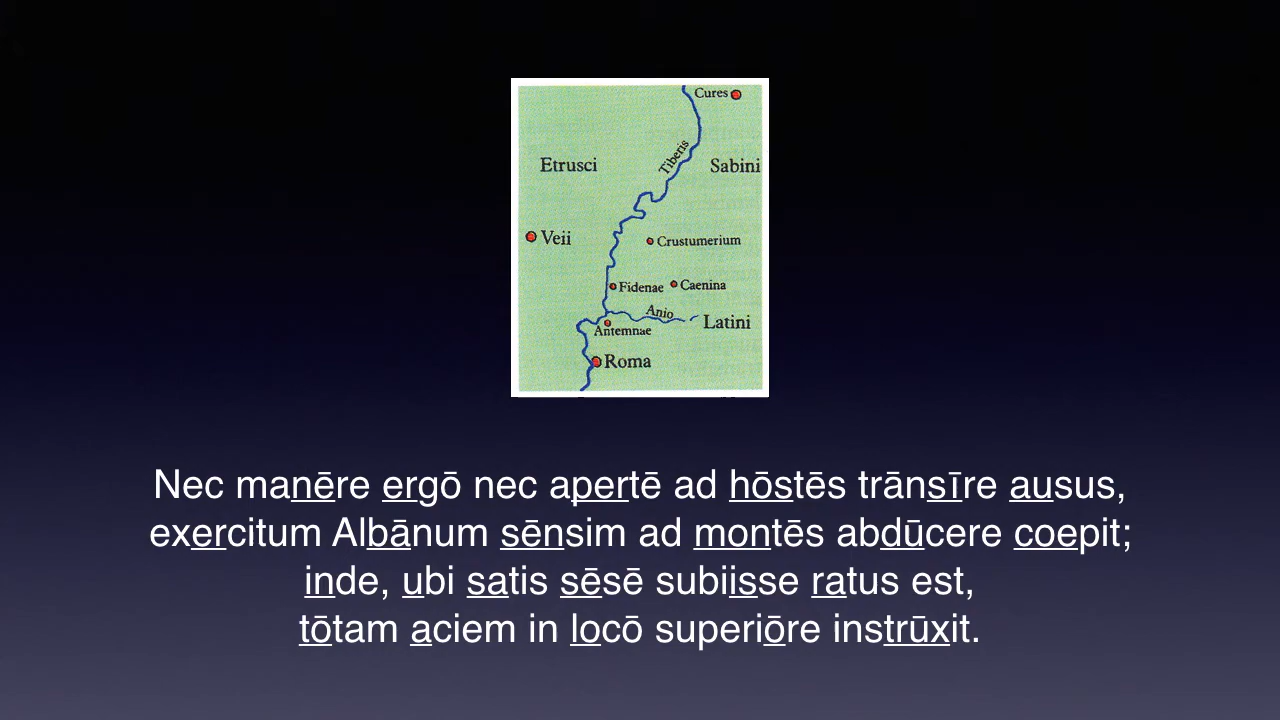 Cures
Tiberis
Etrusci
Sabini
Veii
Crustumerium
Fidenae
Caenina
Anio
Latini
Antemnae
Roma
Nec manēre ergō nec apertē ad hōstēs trānsīre ausus,
exercitum Albānum sēnsim ad montēs abdūcere coepit;
inde, ubi satis sēsē subiisse ratus est,
tōtam aciem in locō superiōre instrūxit.